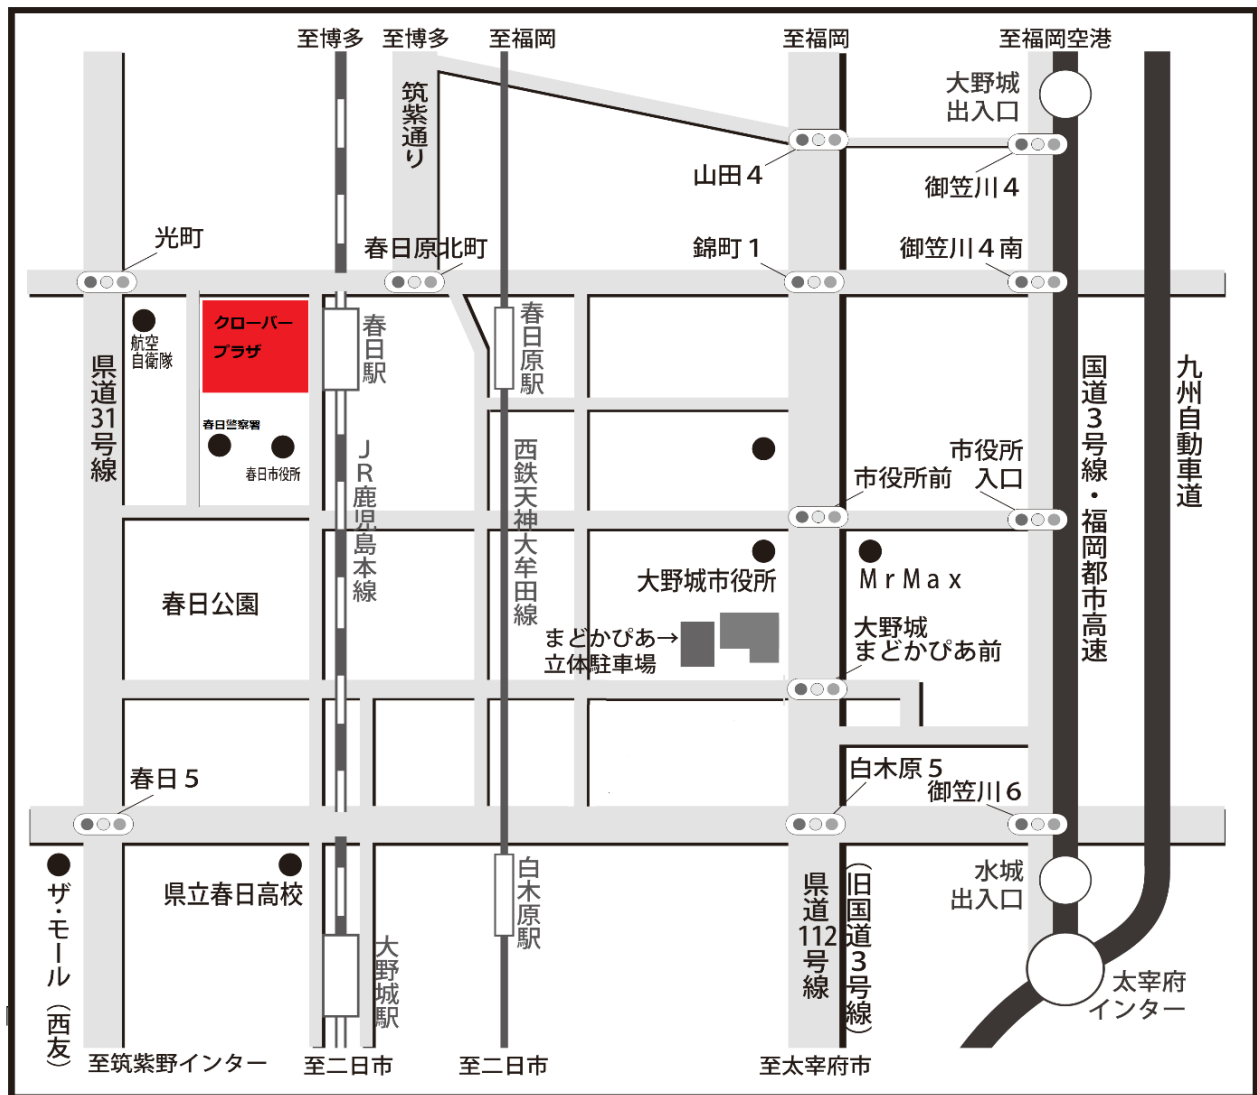 至博多
至博多
至福岡
至福岡
至福岡空港
大野城
出入口
筑紫通り
山田４
御笠川４
光町
春日原北町
錦町１
御笠川４南
クローバー
プラザ
航空
自衛隊
春日駅
春日原駅
県道31号線
国道３号線・福岡都市高速
九州自動車道
春日警察署
春日市役所
ＪＲ鹿児島本線
西鉄天神大牟田線
市役所前
市役所
入口
春日公園
大野城市役所
ＭｒＭａｘ
まどかぴあ→
立体駐車場
大野城
まどかぴあ前
春日５
白木原５
御笠川６
ザ・モール（西友）
県立春日高校
白木原駅
県道112号線
（旧国道３号線）
水城
出入口
大野城駅
太宰府
インター
至筑紫野インター
至二日市
至二日市
至太宰府市